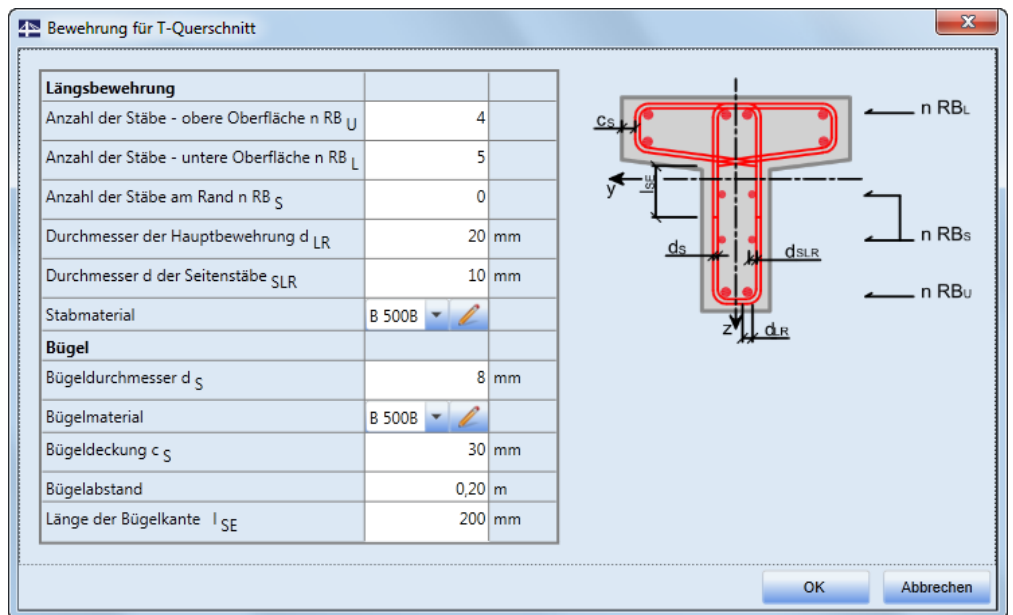 Bewehrung für T-Querschnitt
Längsbewehrung
Anzahl der Stäbe - obere Oberfläche n RB U 4
Anzahl der Stäbe - untere Oberfläche n RB L 5
Anzahl der Stäbe am Rand n RB S 0
Durchmesser der Hauptbewehrung d LR 20 mm
Durchmesser d der Seitenstäbe SLR 10 mm
Stabmaterial B 500B
Bügel
Bügeldurchmesser d S 8 mm
Bügelmaterial B 500B
Bügeldeckung c S 30 mm
Bügelabstand 0,20 m
Länge der Bügelkante l SE 200 mm
n RBL
cs
y
lSE
ds
dSLR
n RBs
n RBU
z
dLR
OK Abbrechen